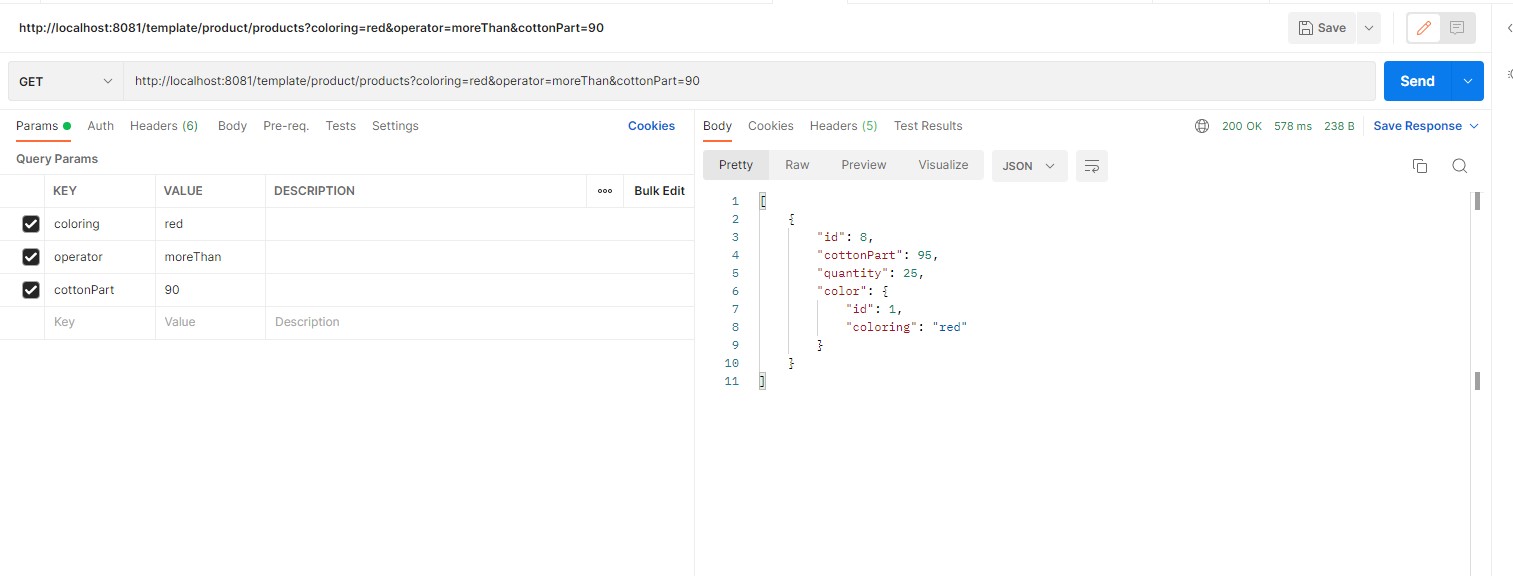 http://localhost:8081/template/product/products?coloring=red&operator=moreThan&cottonPart=90
Save
GET
http://localhost:8081/template/product/products?coloring=red&operator=moreThan&cottonPart=90
Send
Params Auth Headers (6) Body Pre-req. Tests Settings Cookies
Query Params
KEY VALUE DESCRIPTION ooo Bulk Edit
coloring red
operator moreThan
cottonPart 90
Key Value Description
Body Cookies Headers (5) Test Results 200 OK 578 ms 238 B Save Response
Pretty Raw Preview Visualize JSON
1 [
2 {
3 "id": 8,
4 "cottonPart": 95,
5 "quantity": 25,
6 "color": {
7 "id": 1,
8 "coloring": "red"
9 }
10 }
11 ]